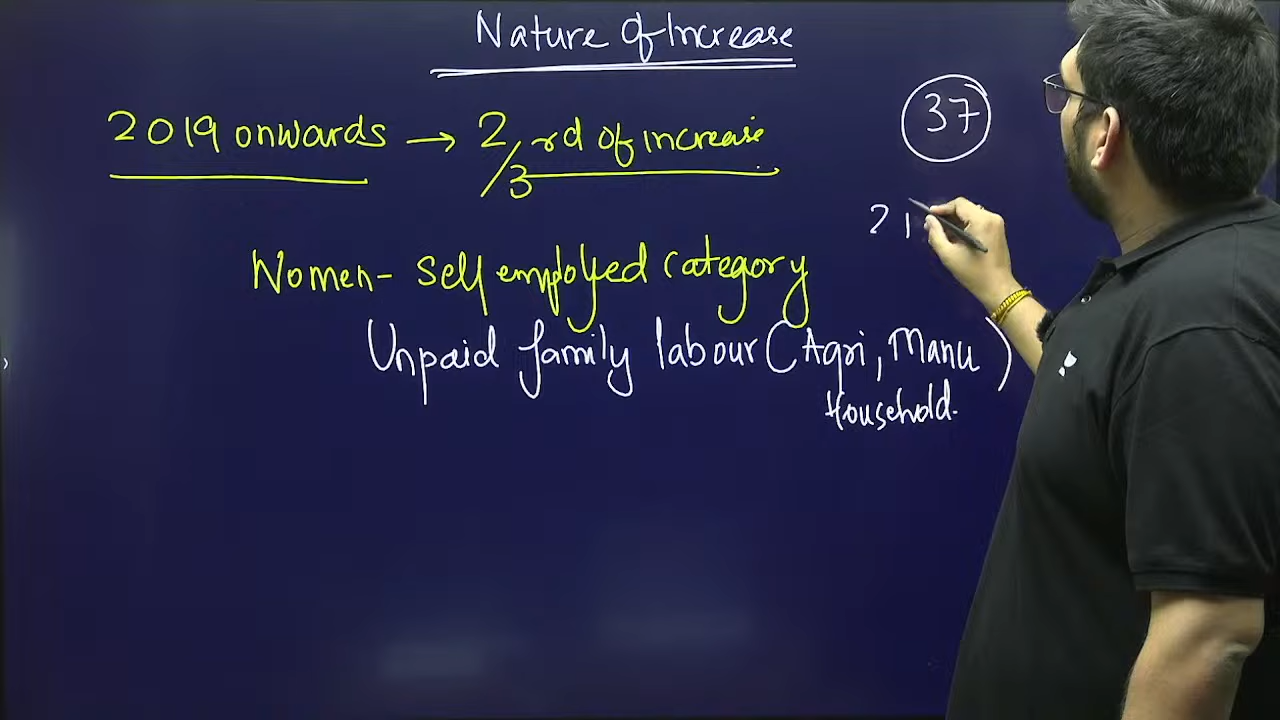 Nature Of Increase
2019 onwards → 2/3 rd of increase
37
21
Women - Self employed category
Unpaid family labour (Agri, Manu)
Household.